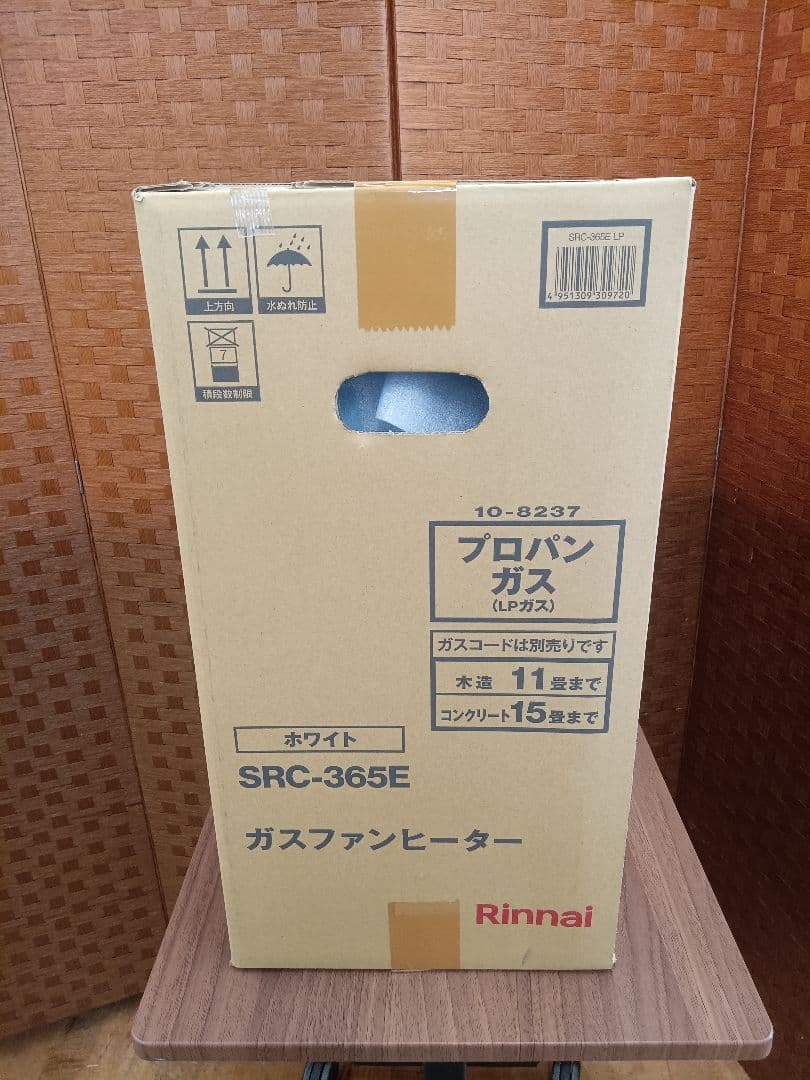 上方向
水ぬれ防止
7
積段数制限
SRC-365E LP
4951309309720
10-8237
プロパン
ガス
(LPガス)
ガスコードは別売りです
木造 11畳まで
コンクリート15畳まで
ホワイト
SRC-365E
ガスファンヒーター
Rinnai